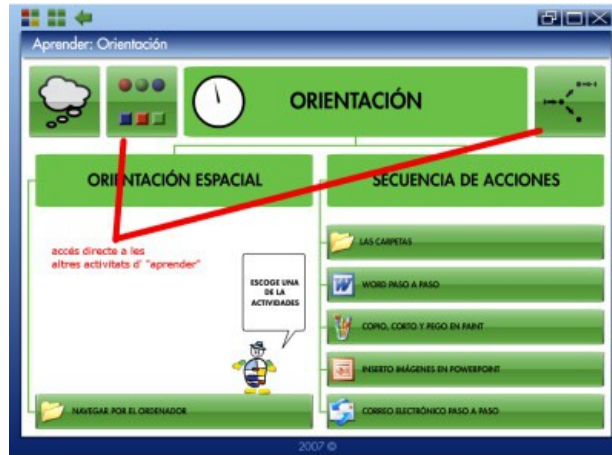 Aprender: Orientación
ORIENTACIÓN
ORIENTACIÓN ESPACIAL
SECUENCIA DE ACCIONES
accés directe a les
altres activitats d' "aprender"
ESCOGE UNA
DE LA
ACTIVIDADES
NAVEGAR POR EL ORDENADOR
LAS CARPETAS
WORD PASO A PASO
COPIO, CORTO Y PEGO EN PAINT
INSERTO IMÁGENES EN POWERPOINT
CORREO ELECTRÓNICO PASO A PASO
2007 ©